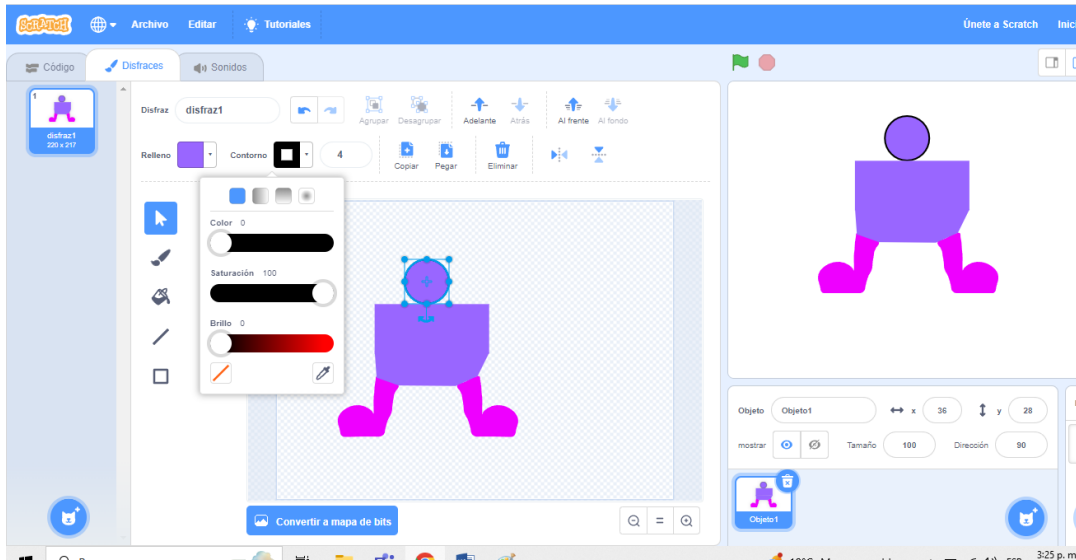 SCRATCH Archivo Editar Tutoriales Únete a Scratch
Código Disfraces Sonidos
1
disfraz1
220 x 217
Disfraz disfraz1 Agrupar Desagrupar Adelante Atrás Al frente Al fondo
Relleno Contorno 4 Copiar Pegar Eliminar
Color 0
Saturación 100
Brillo 0
Convertir a mapa de bits
Objeto Objeto1 x 36 y 28
mostrar Tamaño 100 Dirección 90
Objeto1
3:25 p. m